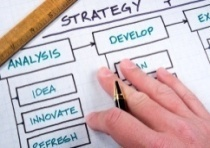 STRATEGY
ANALYSIS
DEVELOP
IDEA
INNOVATE
REFRESH